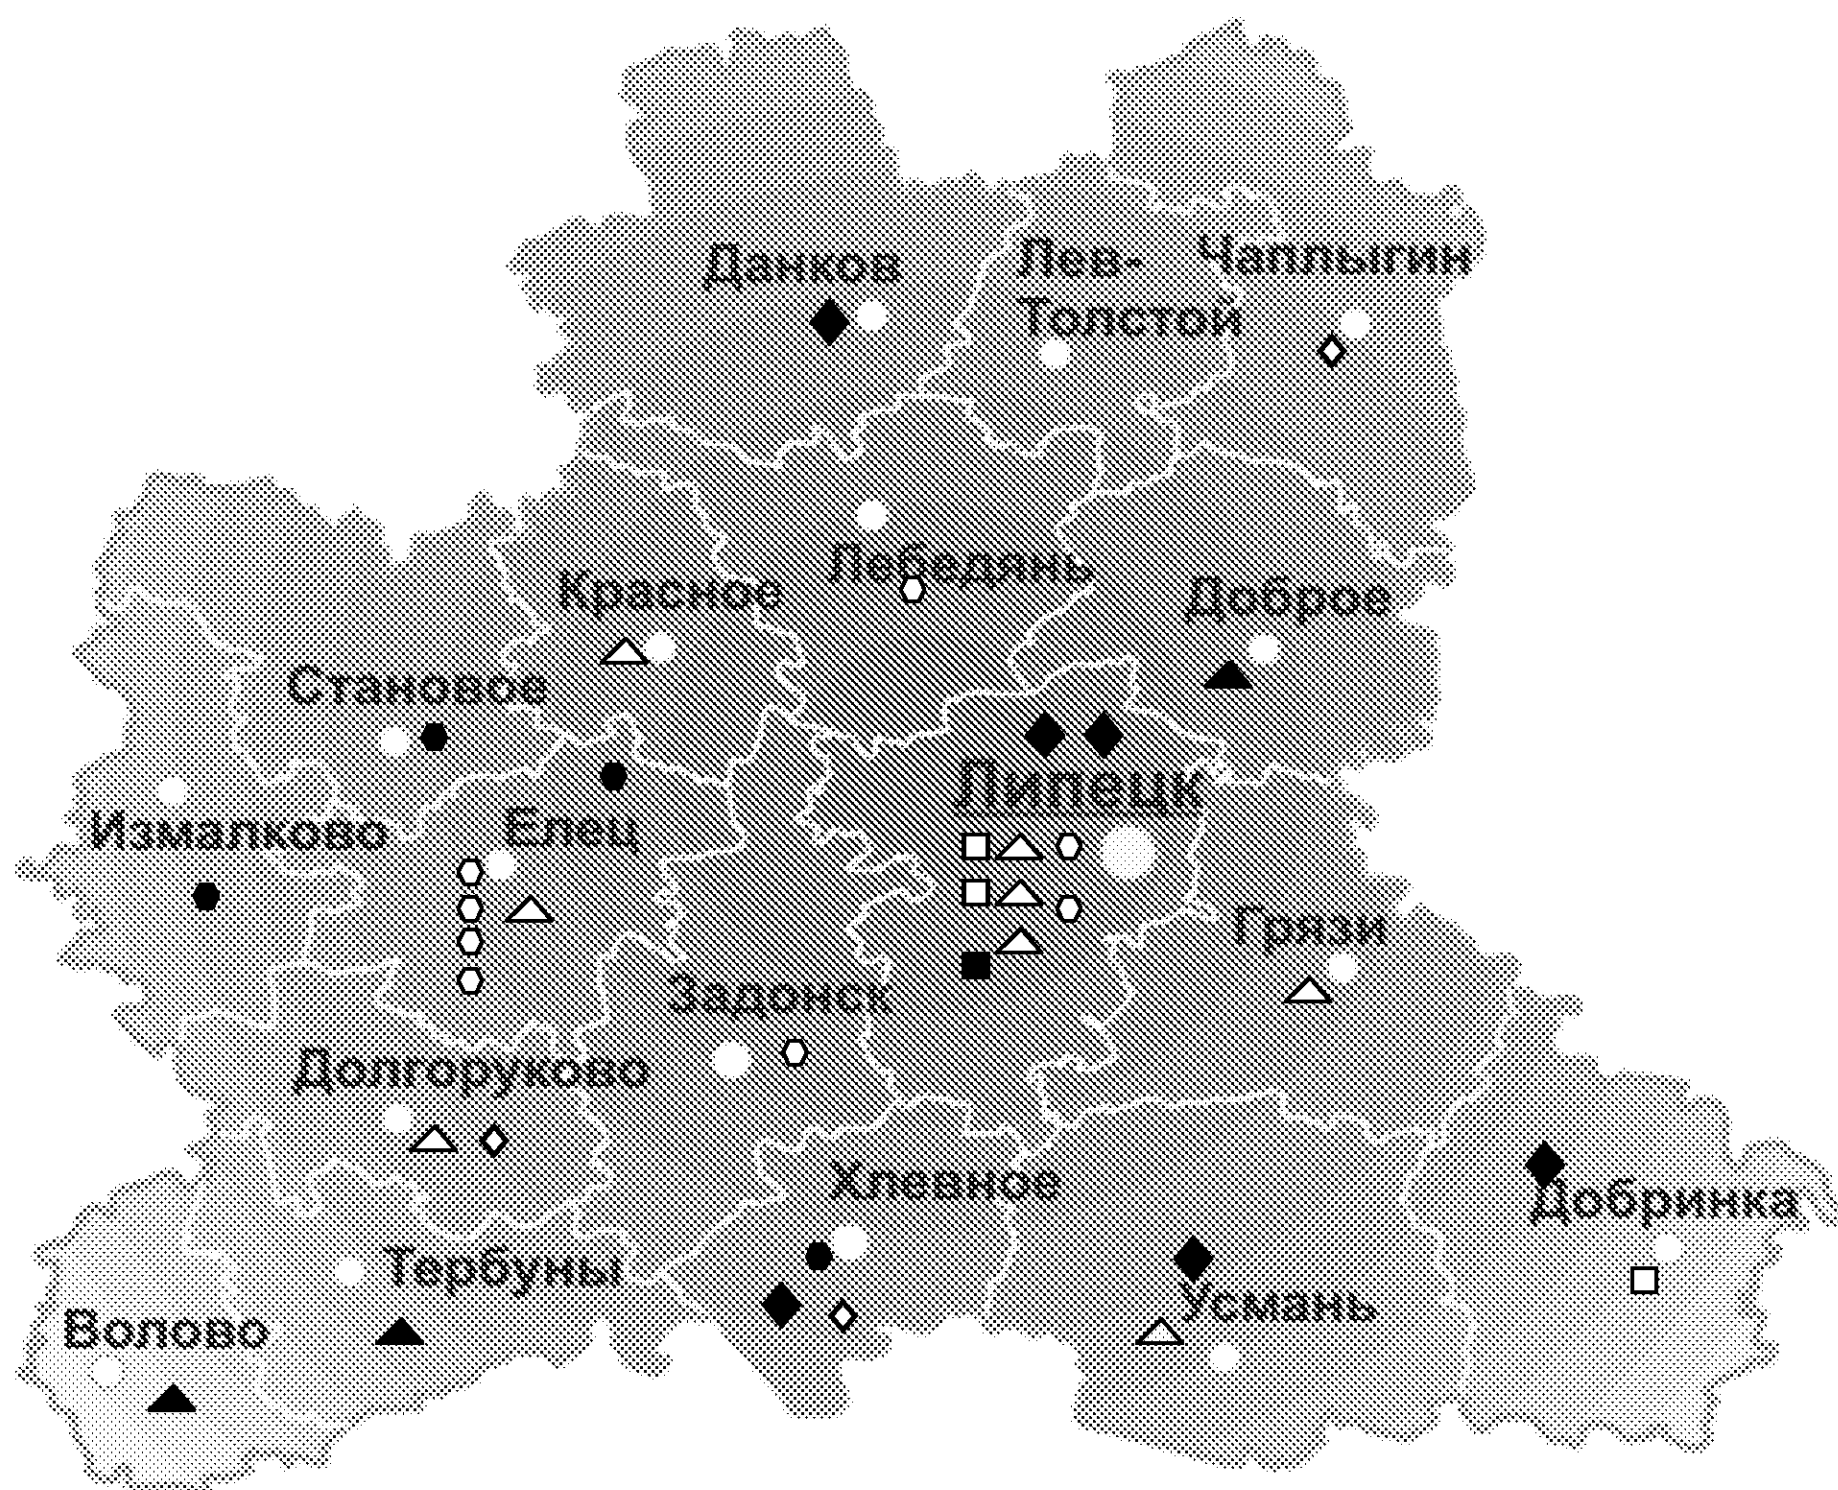 Данков
Лев-
Толстой
Чаплыгин
Лебедянь
Красное
Доброе
Становое
Липецк
Измалково
Елец
Грязи
Задонск
Долгоруково
Хлевное
Добринка
Тербуны
Усмань
Волово